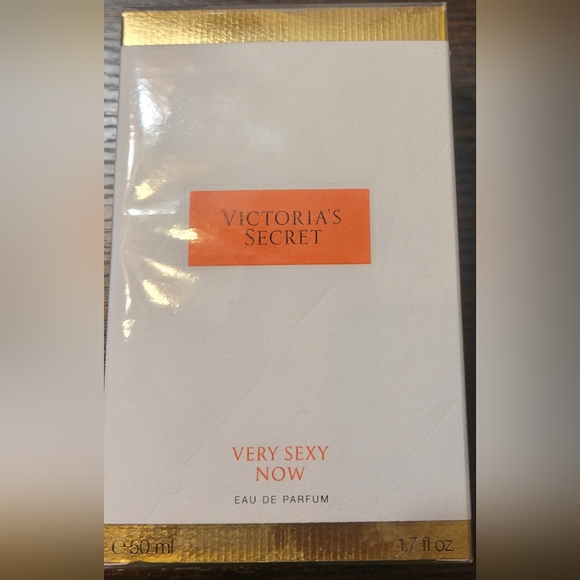 VICTORIA'S
SECRET
VERY SEXY
NOW
EAU DE PARFUM
℮50 ml 1.7 fl oz